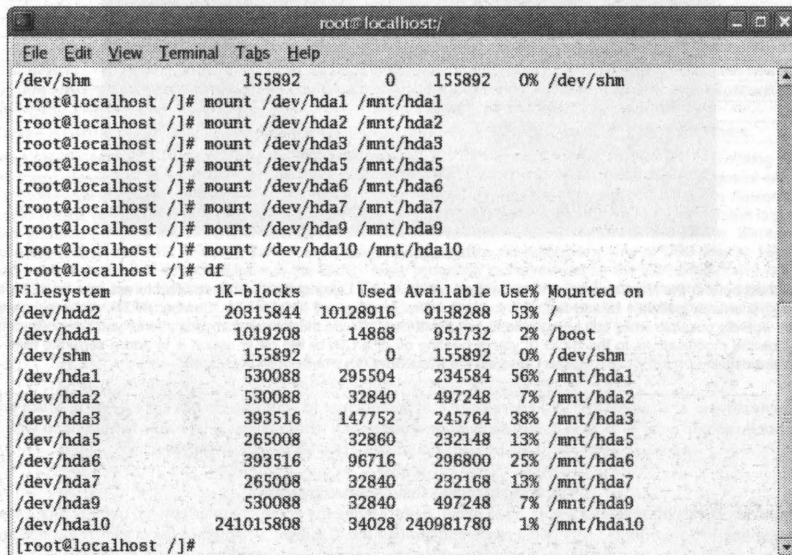 root@localhost:/
File Edit View Terminal Tabs Help
/dev/shm 155892 0 155892 0% /dev/shm
[root@localhost /]# mount /dev/hda1 /mnt/hda1
[root@localhost /]# mount /dev/hda2 /mnt/hda2
[root@localhost /]# mount /dev/hda3 /mnt/hda3
[root@localhost /]# mount /dev/hda5 /mnt/hda5
[root@localhost /]# mount /dev/hda6 /mnt/hda6
[root@localhost /]# mount /dev/hda7 /mnt/hda7
[root@localhost /]# mount /dev/hda9 /mnt/hda9
[root@localhost /]# mount /dev/hda10 /mnt/hda10
[root@localhost /]# df
Filesystem 1K-blocks Used Available Use% Mounted on
/dev/hdd2 20315844 10128916 9138288 53% /
/dev/hdd1 1019208 14868 951732 2% /boot
/dev/shm 155892 0 155892 0% /dev/shm
/dev/hda1 530088 295504 234584 56% /mnt/hda1
/dev/hda2 530088 32840 497248 7% /mnt/hda2
/dev/hda3 393516 147752 245764 38% /mnt/hda3
/dev/hda5 265008 32860 232148 13% /mnt/hda5
/dev/hda6 393516 96716 296800 25% /mnt/hda6
/dev/hda7 265008 32840 232168 13% /mnt/hda7
/dev/hda9 530088 32840 497248 7% /mnt/hda9
/dev/hda10 241015808 34028 240981780 1% /mnt/hda10
[root@localhost /]#